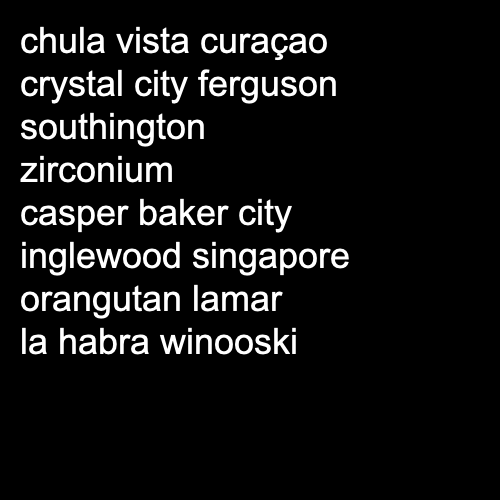 chula vista curaçao
crystal city ferguson
southington
zirconium
casper baker city
inglewood singapore
orangutan lamar
la habra winooski